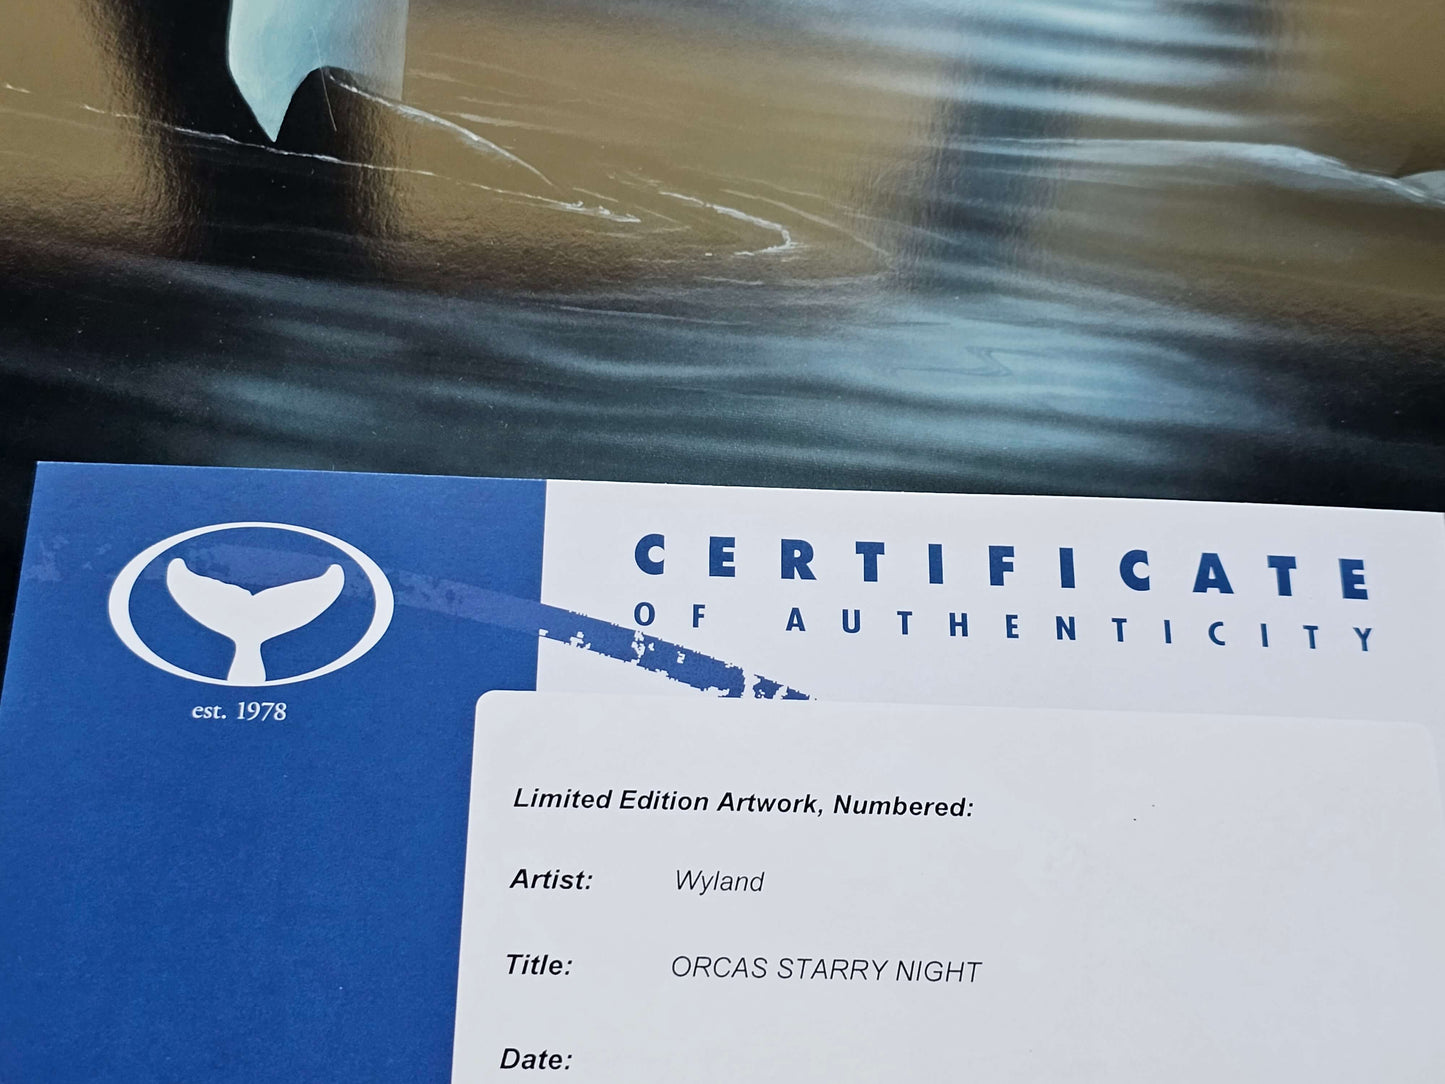 CERTIFICATE
OF AUTHENTICITY
est. 1978
Limited Edition Artwork, Numbered:
Artist: Wyland
Title: ORCAS STARRY NIGHT
Date: